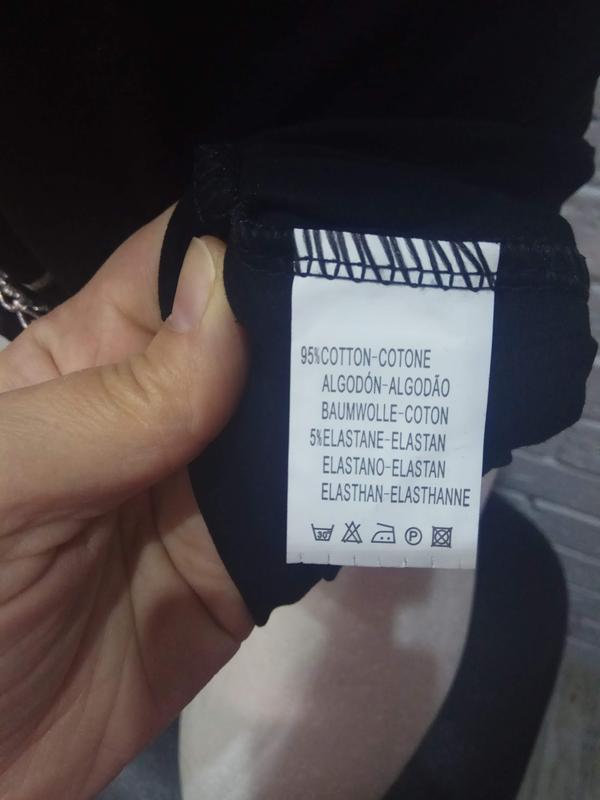 95%COTTON-COTONE
ALGODÓN-ALGODÃO
BAUMWOLLE-COTON
5%ELASTANE-ELASTAN
ELASTANO-ELASTAN
ELASTHAN-ELASTHANNE
30° P